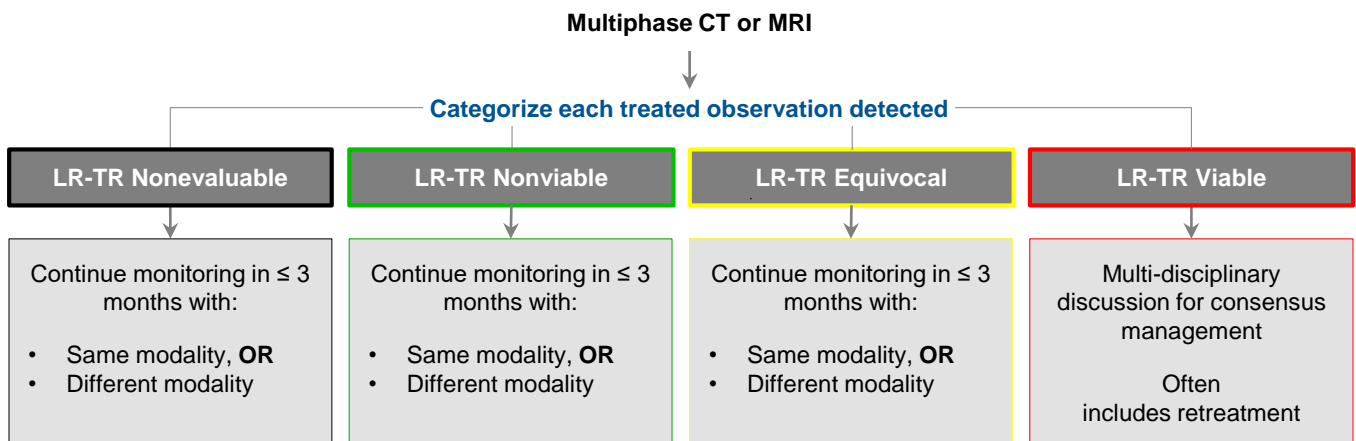 Multiphase CT or MRI
Categorize each treated observation detected
LR-TR Nonevaluable
LR-TR Nonviable
LR-TR Equivocal
LR-TR Viable
Continue monitoring in ≤ 3
months with:
• Same modality, OR
• Different modality
Continue monitoring in ≤ 3
months with:
• Same modality, OR
• Different modality
Continue monitoring in ≤ 3
months with:
• Same modality, OR
• Different modality
Multi-disciplinary
discussion for consensus
management
Often
includes retreatment